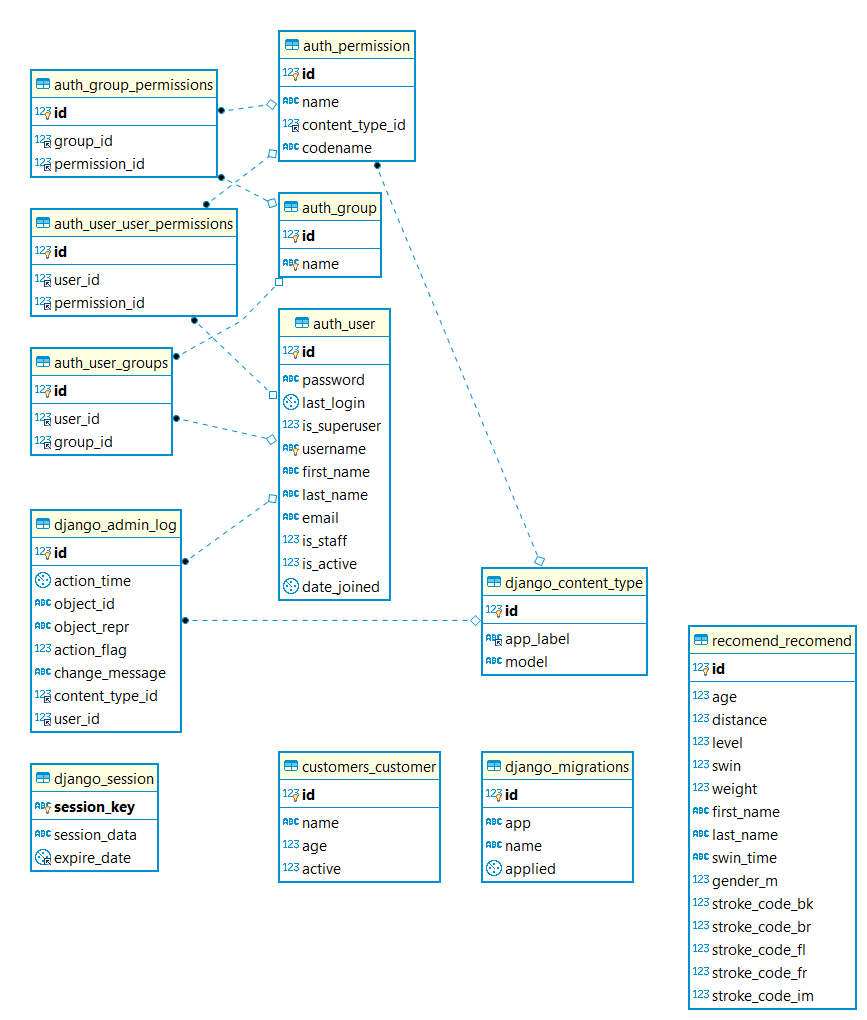 auth_permission
123 id
ABC name
123 content_type_id
ABC codename
auth_group_permissions
123 id
123 group_id
123 permission_id
auth_group
123 id
ABC name
auth_user_user_permissions
123 id
123 user_id
123 permission_id
auth_user
123 id
ABC password
last_login
123 is_superuser
ABC username
ABC first_name
ABC last_name
ABC email
123 is_staff
123 is_active
date_joined
auth_user_groups
123 id
123 user_id
123 group_id
django_admin_log
123 id
action_time
ABC object_id
ABC object_repr
123 action_flag
ABC change_message
123 content_type_id
123 user_id
django_content_type
123 id
ABC app_label
ABC model
recomend_recomend
123 id
123 age
123 distance
123 level
123 swin
123 weight
ABC first_name
ABC last_name
ABC swin_time
123 gender_m
123 stroke_code_bk
123 stroke_code_br
123 stroke_code_fl
123 stroke_code_fr
123 stroke_code_im
django_session
ABC session_key
ABC session_data
expire_date
customers_customer
123 id
ABC name
123 age
123 active
django_migrations
123 id
ABC app
ABC name
applied